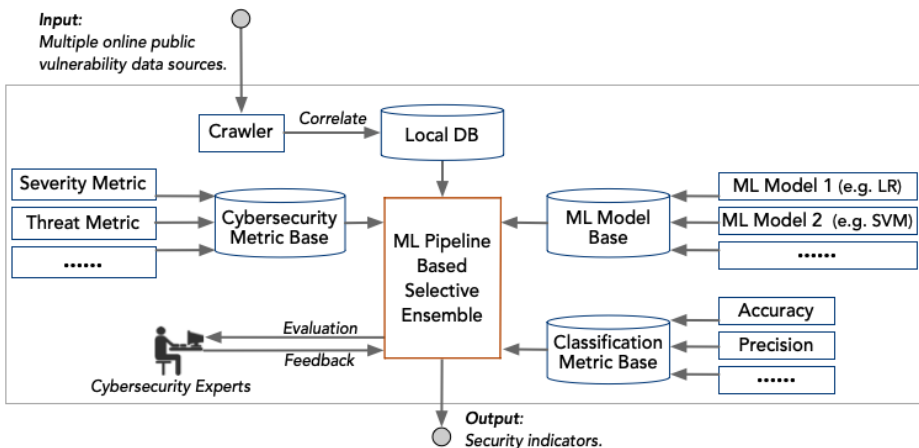 Input:
Multiple online public
vulnerability data sources.
Crawler
Correlate
Local DB
Severity Metric
Threat Metric
......
Cybersecurity
Metric Base
ML Pipeline
Based
Selective
Ensemble
ML Model
Base
ML Model 1 (e.g. LR)
ML Model 2 (e.g. SVM)
......
Evaluation
Feedback
Cybersecurity Experts
Classification
Metric Base
Accuracy
Precision
......
Output:
Security indicators.